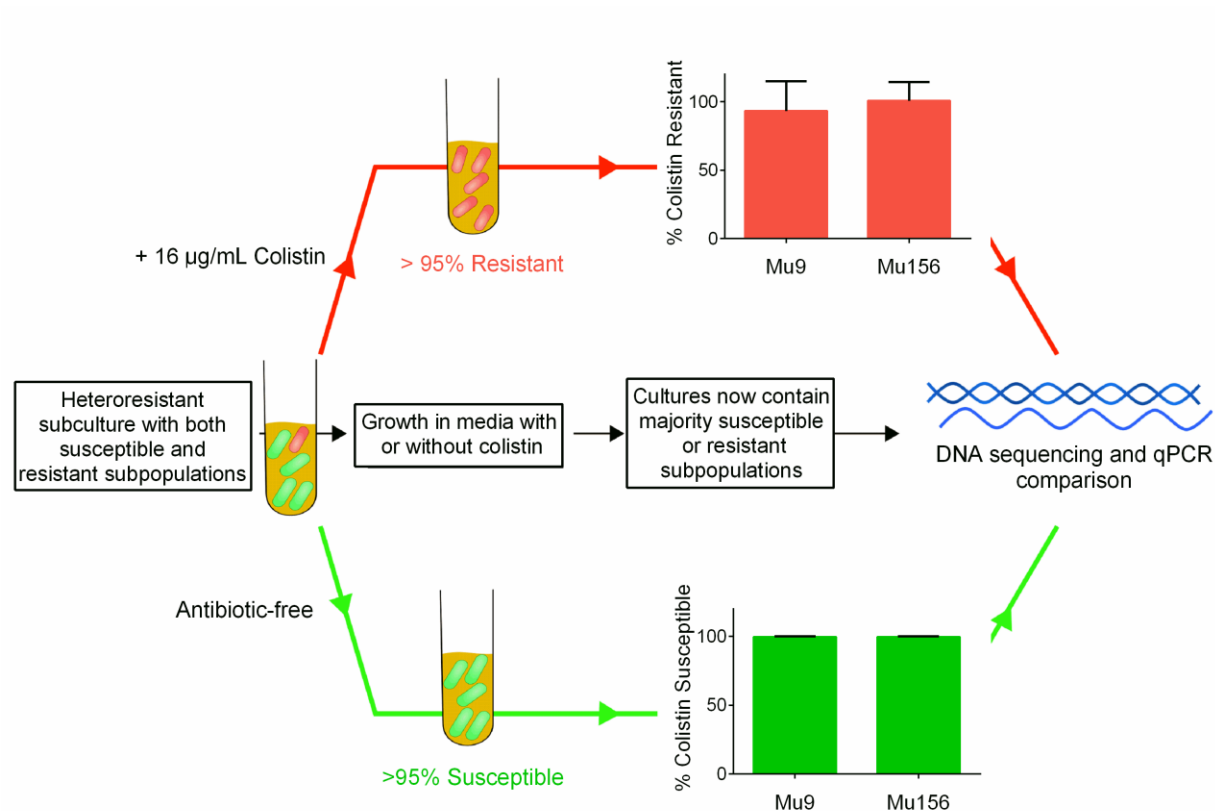 % Colistin Resistant
100
50
0
Mu9
Mu156
+ 16 µg/mL Colistin
> 95% Resistant
Heteroresistant
subculture with both
susceptible and
resistant subpopulations
Growth in media with
or without colistin
Cultures now contain
majority susceptible
or resistant
subpopulations
DNA sequencing and qPCR
comparison
Antibiotic-free
>95% Susceptible
% Colistin Susceptible
100
50
0
Mu9
Mu156